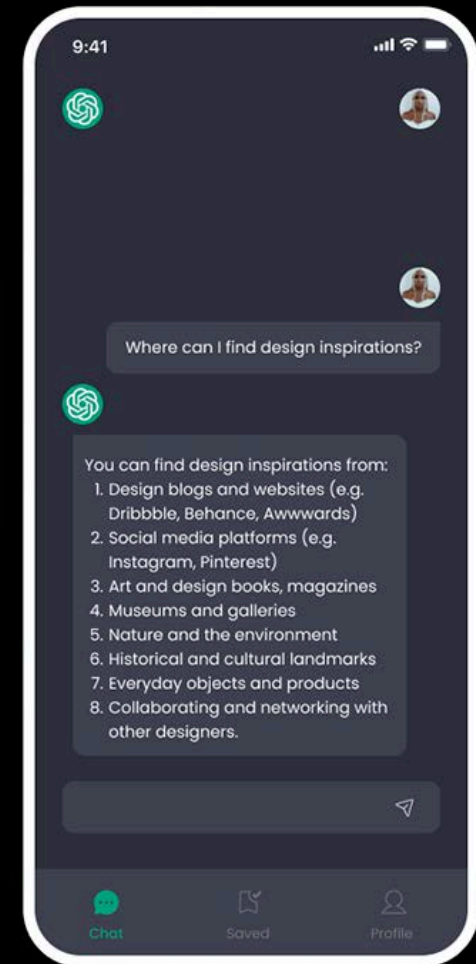 9:41
Where can I find design inspirations?
You can find design inspirations from:
1. Design blogs and websites (e.g.
Dribbble, Behance, Awwwards)
2. Social media platforms (e.g.
Instagram, Pinterest)
3. Art and design books, magazines
4. Museums and galleries
5. Nature and the environment
6. Historical and cultural landmarks
7. Everyday objects and products
8. Collaborating and networking with
other designers.
Chat Saved Profile